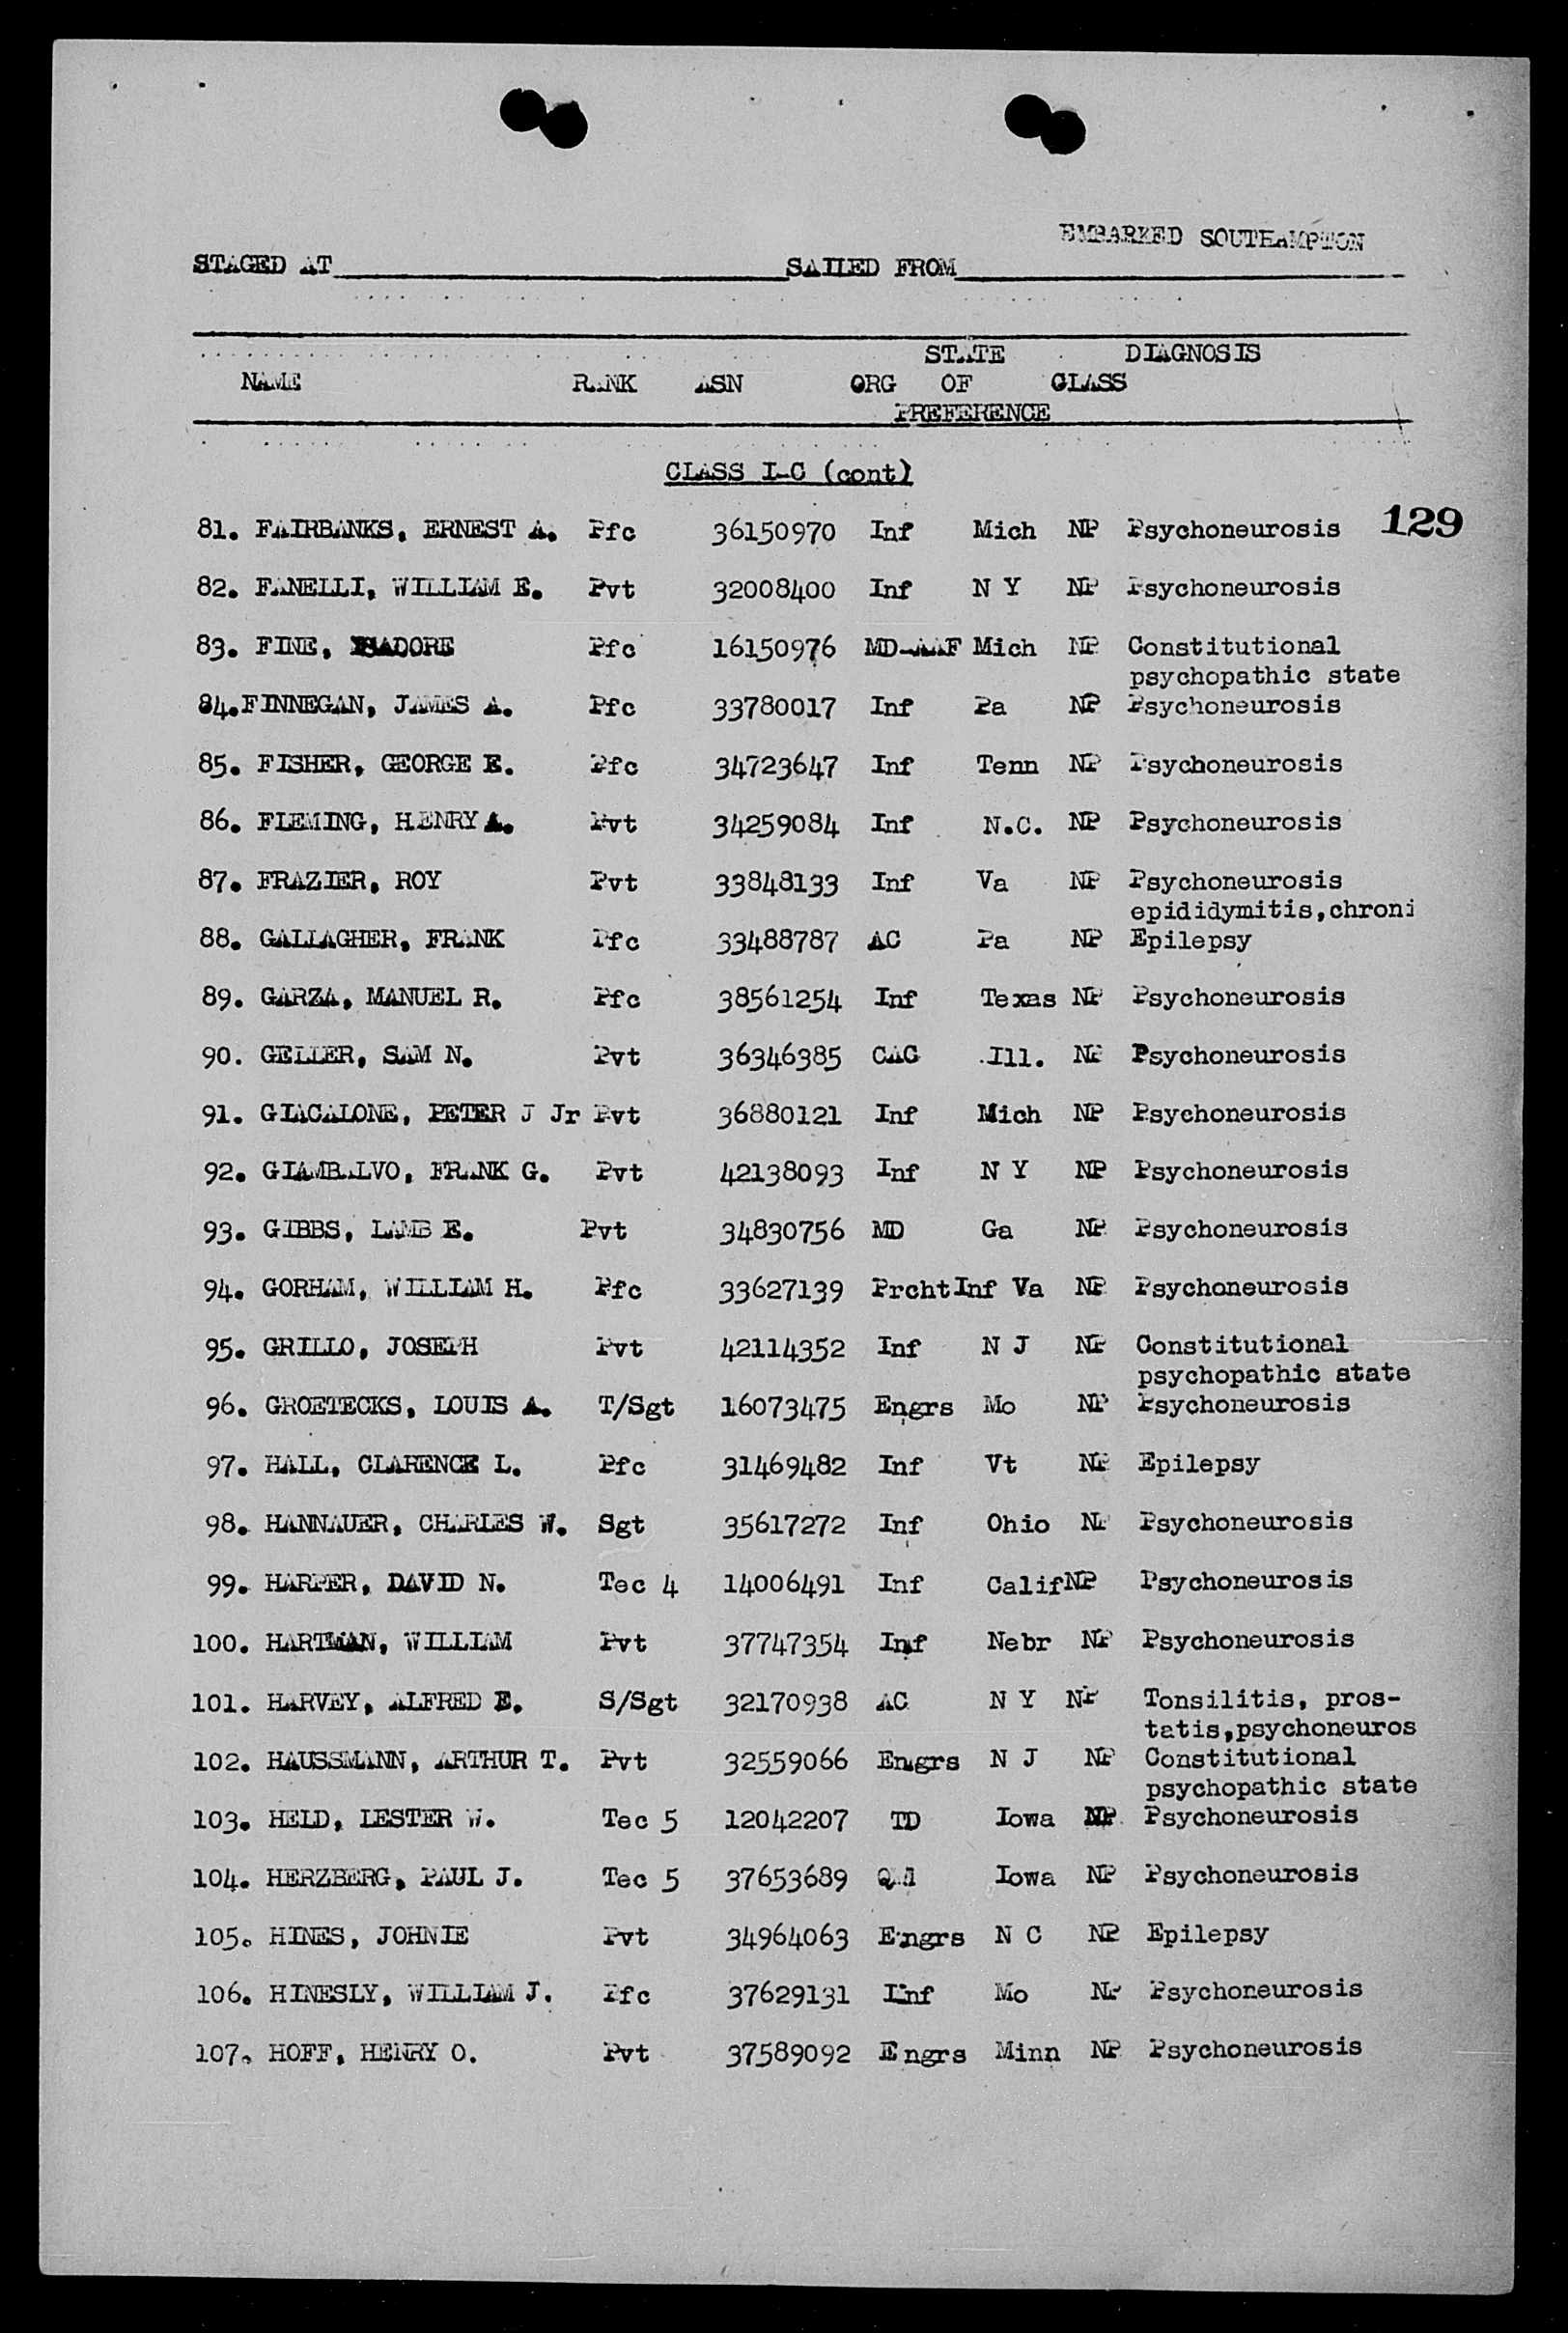 EMBARKED SOUTHAMPTON
STAGED AT SAILED FROM
STATE DIAGNOSIS
NAME RANK ASN ORG OF CLASS
PREFERENCE
CLASS I-C (cont)
129
81. FAIRBANKS, ERNEST A. Pfc 36150970 Inf Mich NP Psychoneurosis
82. FANELLI, WILLIAM E. Pvt 32008400 Inf N Y NP Psychoneurosis
83. FINE, ISADORE Pfc 16150976 MD-AAF Mich NP Constitutional
psychopathic state
84. FINNEGAN, JAMES A. Pfc 33780017 Inf Pa NP Psychoneurosis
85. FISHER, GEORGE E. Pfc 34723647 Inf Tenn NP Psychoneurosis
86. FLEMING, HENRY A. Pvt 34259084 Inf N.C. NP Psychoneurosis
87. FRAZIER, ROY Pvt 33848133 Inf Va NP Psychoneurosis
epididymitis,chroni
88. GALLAGHER, FRANK Pfc 33488787 AC Pa NP Epilepsy
89. GARZA, MANUEL R. Pfc 38561254 Inf Texas NP Psychoneurosis
90. GELLER, SAM N. Pvt 36346385 CAC Ill. NP Psychoneurosis
91. GIACALONE, PETER J Jr Pvt 36880121 Inf Mich NP Psychoneurosis
92. GIAMBALVO, FRANK G. Pvt 42138093 Inf N Y NP Psychoneurosis
93. GIBBS, LAMB E. Pvt 34830756 MD Ga NP Psychoneurosis
94. GORHAM, WILLIAM H. Pfc 33627139 Prcht Inf Va NP Psychoneurosis
95. GRILLO, JOSEPH Pvt 42114352 Inf N J NP Constitutional
psychopathic state
96. GROETECKS, LOUIS A. T/Sgt 16073475 Engrs Mo NP Psychoneurosis
97. HALL, CLARENCE L. Pfc 31469482 Inf Vt NP Epilepsy
98. HANNAUER, CHARLES W. Sgt 35617272 Inf Ohio NP Psychoneurosis
99. HARPER, DAVID N. Tec 4 14006491 Inf Calif NP Psychoneurosis
100. HARTMAN, WILLIAM Pvt 37747354 Inf Nebr NP Psychoneurosis
101. HARVEY, ALFRED E. S/Sgt 32170938 AC N Y NP Tonsilitis, pros-
tatis,psychoneuros
102. HAUSSMANN, ARTHUR T. Pvt 32559066 Engrs N J NP Constitutional
psychopathic state
103. HELD, LESTER W. Tec 5 12042207 TD Iowa NP Psychoneurosis
104. HERZBERG, PAUL J. Tec 5 37653689 QM Iowa NP Psychoneurosis
105. HINES, JOHNIE Pvt 34964063 Engrs N C NP Epilepsy
106. HINESLY, WILLIAM J. Pfc 37629131 Inf Mo NP Psychoneurosis
107. HOFF, HENRY O. Pvt 37589092 Engrs Minn NP Psychoneurosis